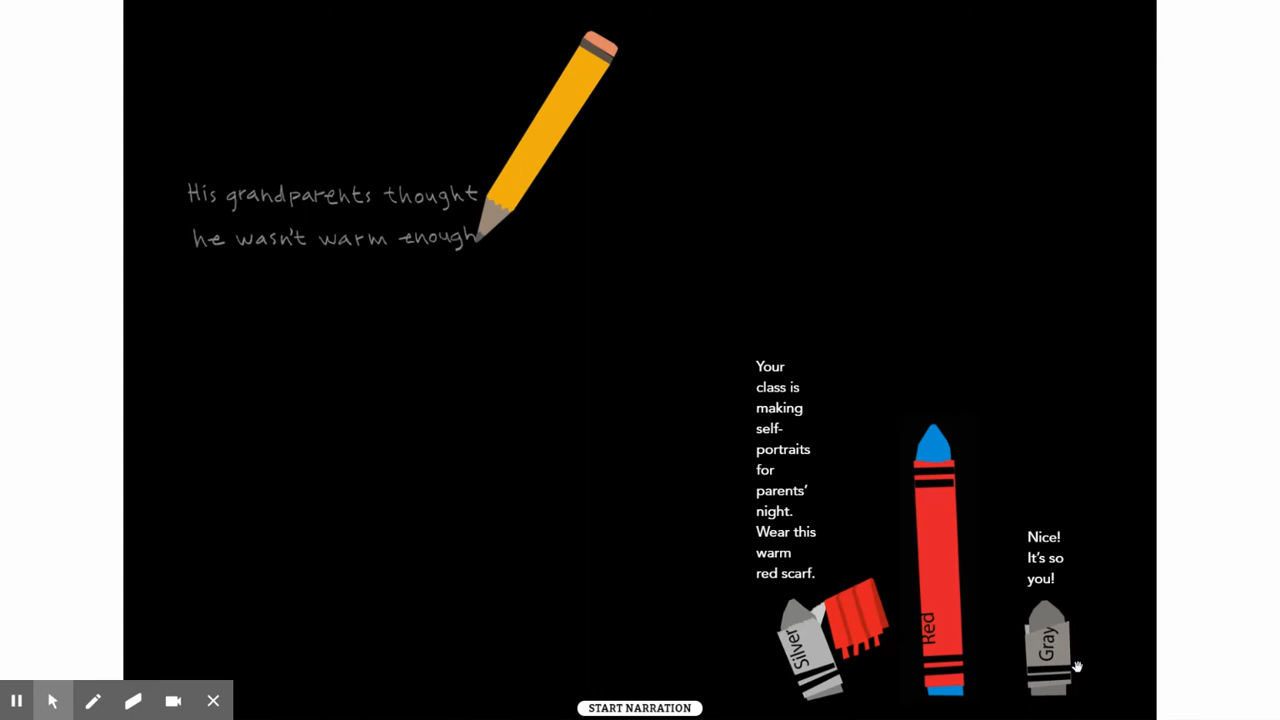 His grandparents thought
he wasn't warm enough
Your
class is
making
self-
portraits
for
parents'
night.
Wear this
warm
red scarf.
Nice!
It's so
you!
Silver
Red
Gray
START NARRATION